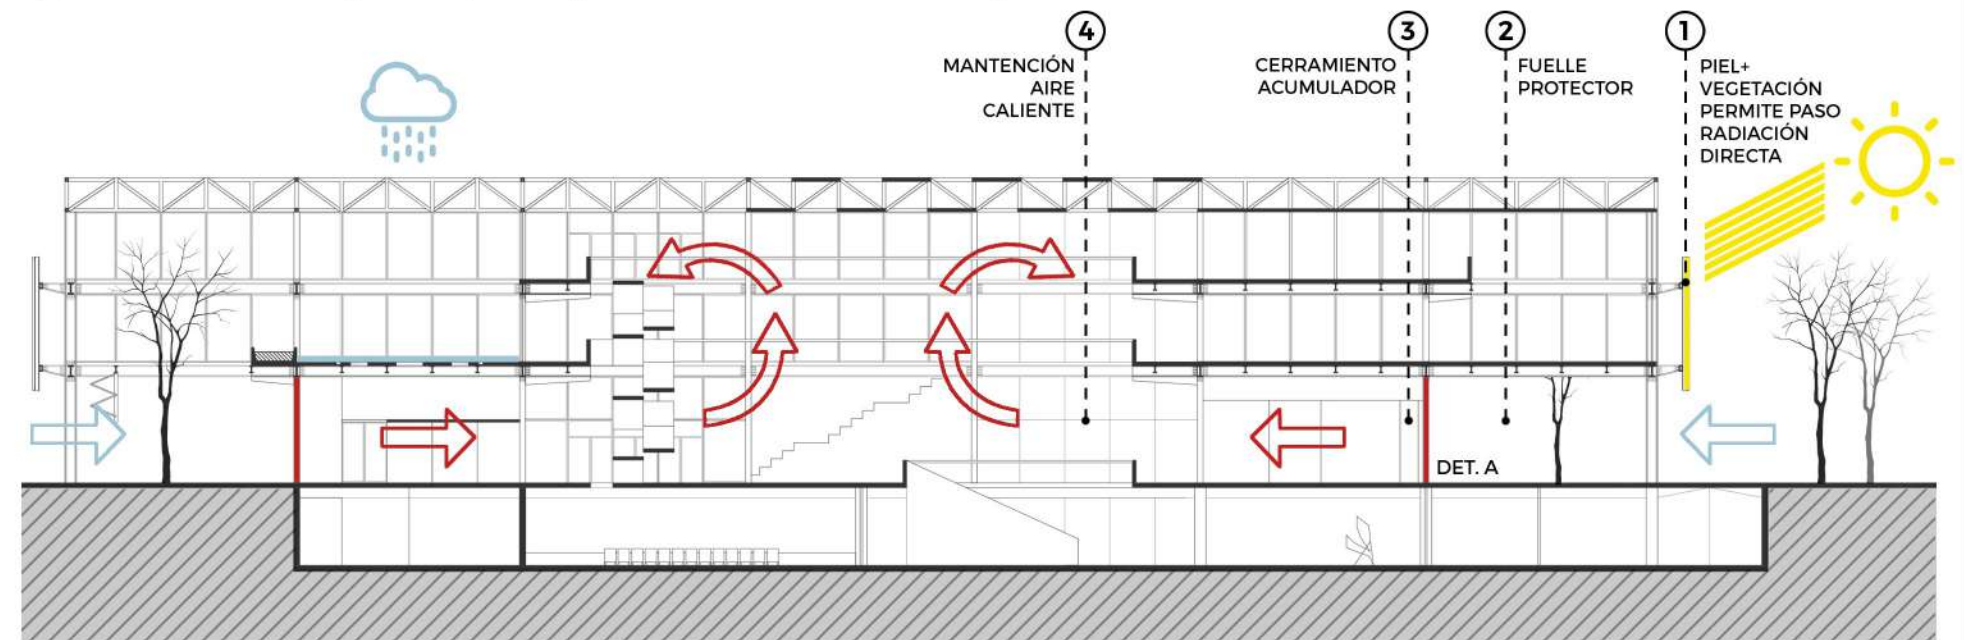 4
MANTENCIÓN
AIRE
CALIENTE
3
CERRAMIENTO
ACUMULADOR
2
FUELLE
PROTECTOR
1
PIEL+
VEGETACIÓN
PERMITE PASO
RADIACIÓN
DIRECTA
DET. A